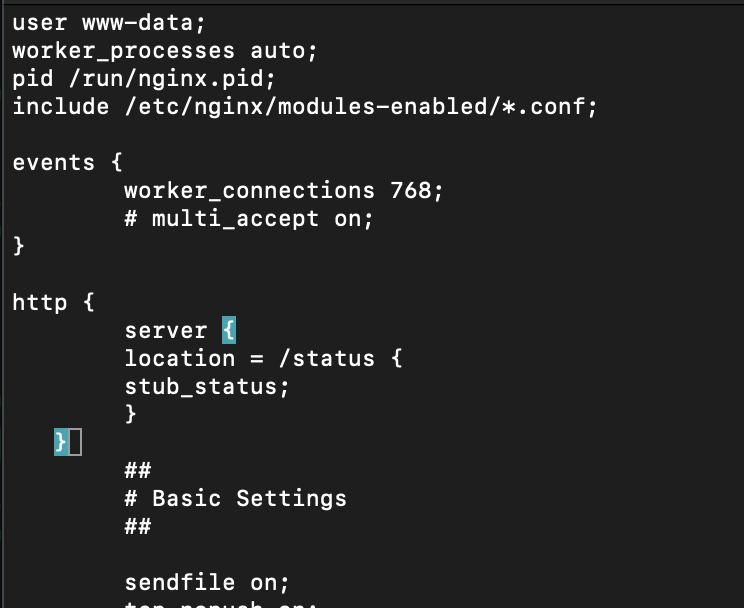 user www-data;
worker_processes auto;
pid /run/nginx.pid;
include /etc/nginx/modules-enabled/*.conf;
events {
worker_connections 768;
# multi_accept on;
}
http {
server {
location = /status {
stub_status;
}
}
##
# Basic Settings
##
sendfile on;